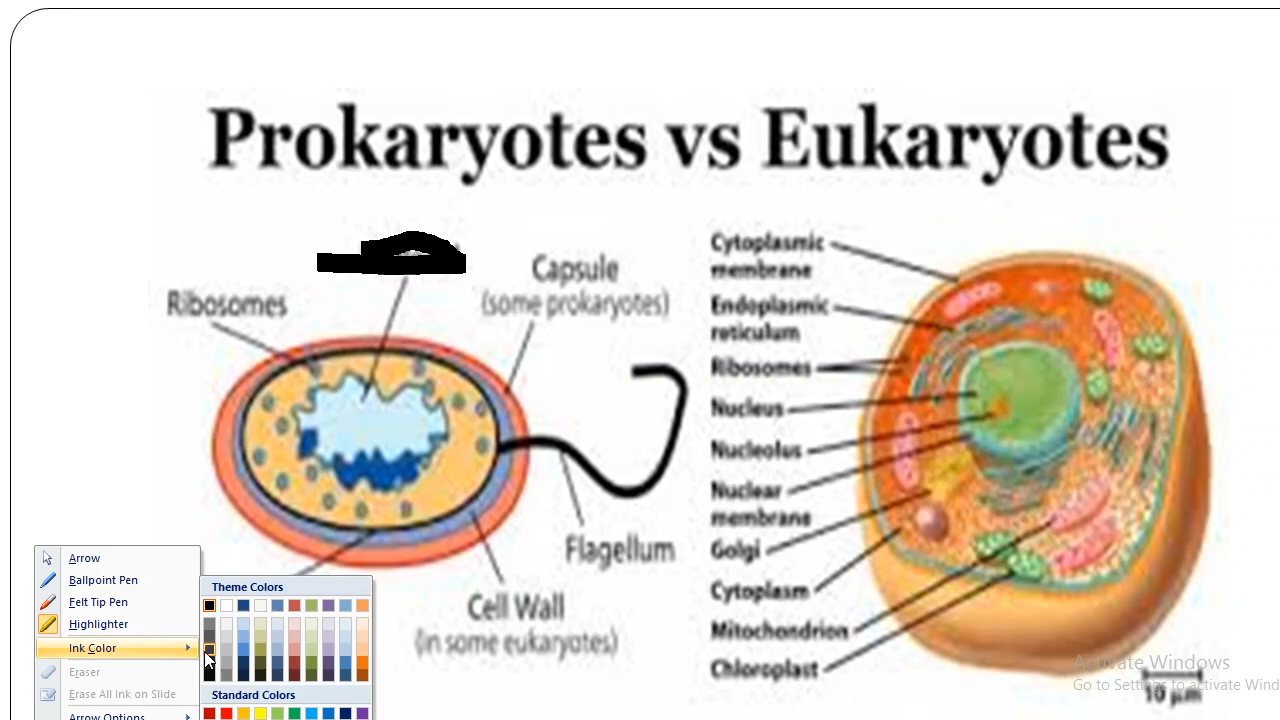 Prokaryotes vs Eukaryotes
Ribosomes
Capsule
(some prokaryotes)
Flagellum
Cell Wall
(in some eukaryotes)
Cytoplasmic
membrane
Endoplasmic
reticulum
Ribosomes
Nucleus
Nucleolus
Nuclear
membrane
Golgi
Cytoplasm
Mitochondrion
Chloroplast
10 µm
Arrow
Ballpoint Pen
Felt Tip Pen
Highlighter
Ink Color
Eraser
Erase All Ink on Slide
Arrow Options
Theme Colors
Standard Colors
Activate Windows
Go to Settings to activate Wind